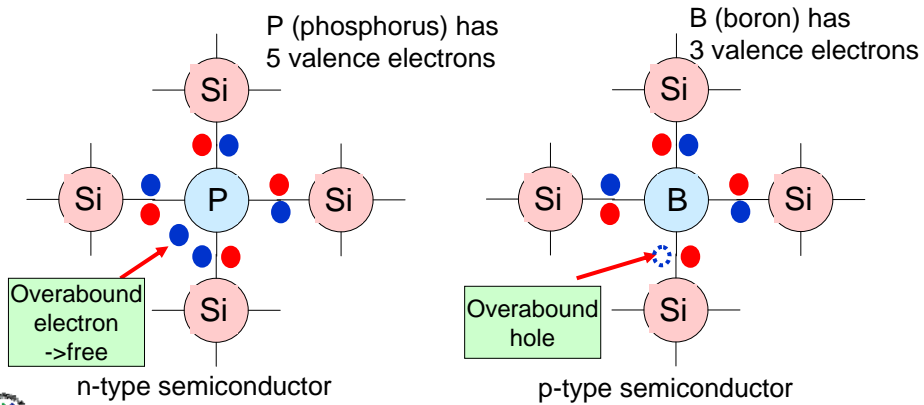 P (phosphorus) has
5 valence electrons
Si
Si
P
Si
Si
Overabound
electron
->free
n-type semiconductor
B (boron) has
3 valence electrons
Si
Si
B
Si
Si
Overabound
hole
p-type semiconductor